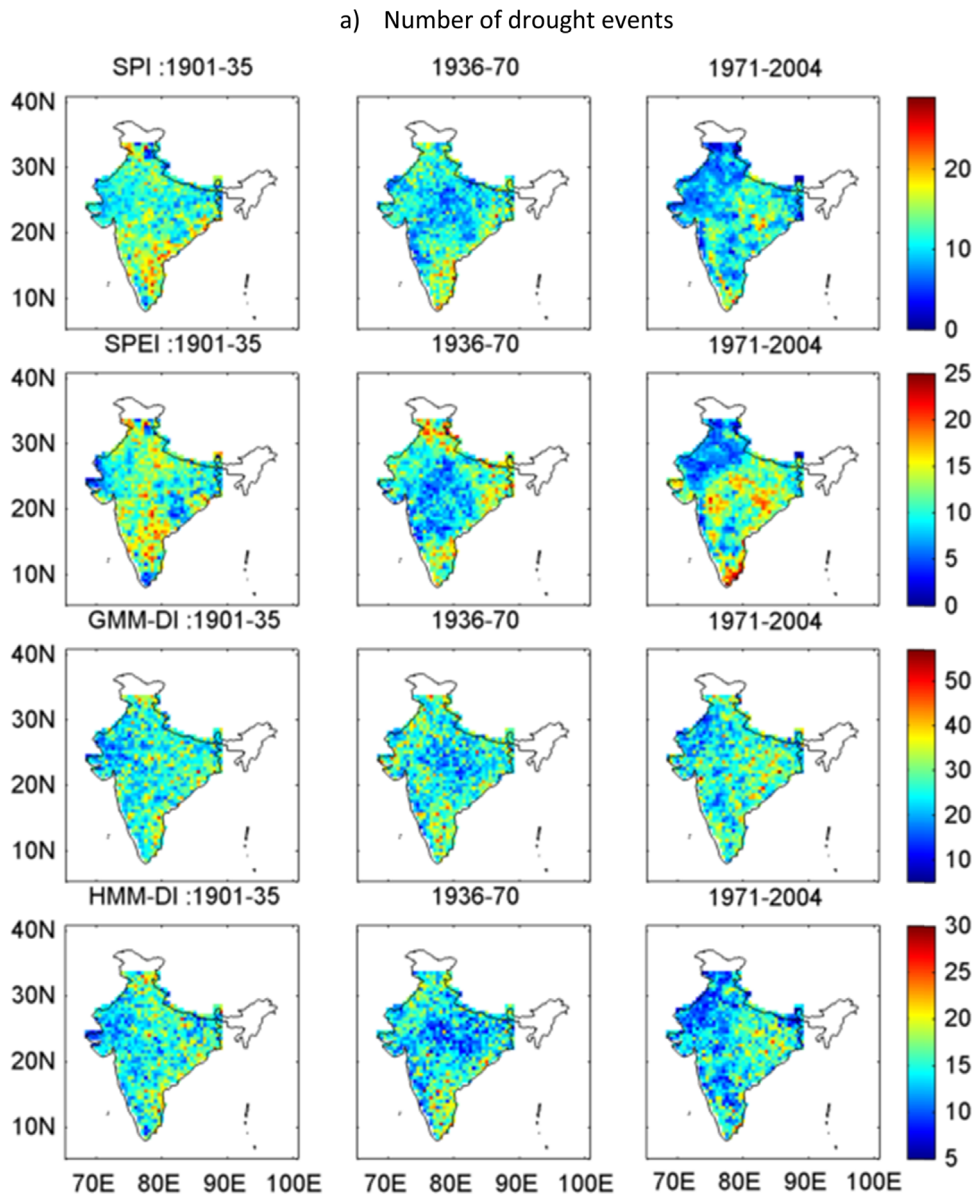 a) Number of drought events
SPI :1901-35 1936-70 1971-2004
40N
30N
20N
10N
20
10
0
SPEI :1901-35 1936-70 1971-2004
40N
30N
20N
10N
25
20
15
10
5
0
GMM-DI :1901-35 1936-70 1971-2004
40N
30N
20N
10N
50
40
30
20
10
HMM-DI :1901-35 1936-70 1971-2004
40N
30N
20N
10N
30
25
20
15
10
5
70E 80E 90E 100E 70E 80E 90E 100E 70E 80E 90E 100E